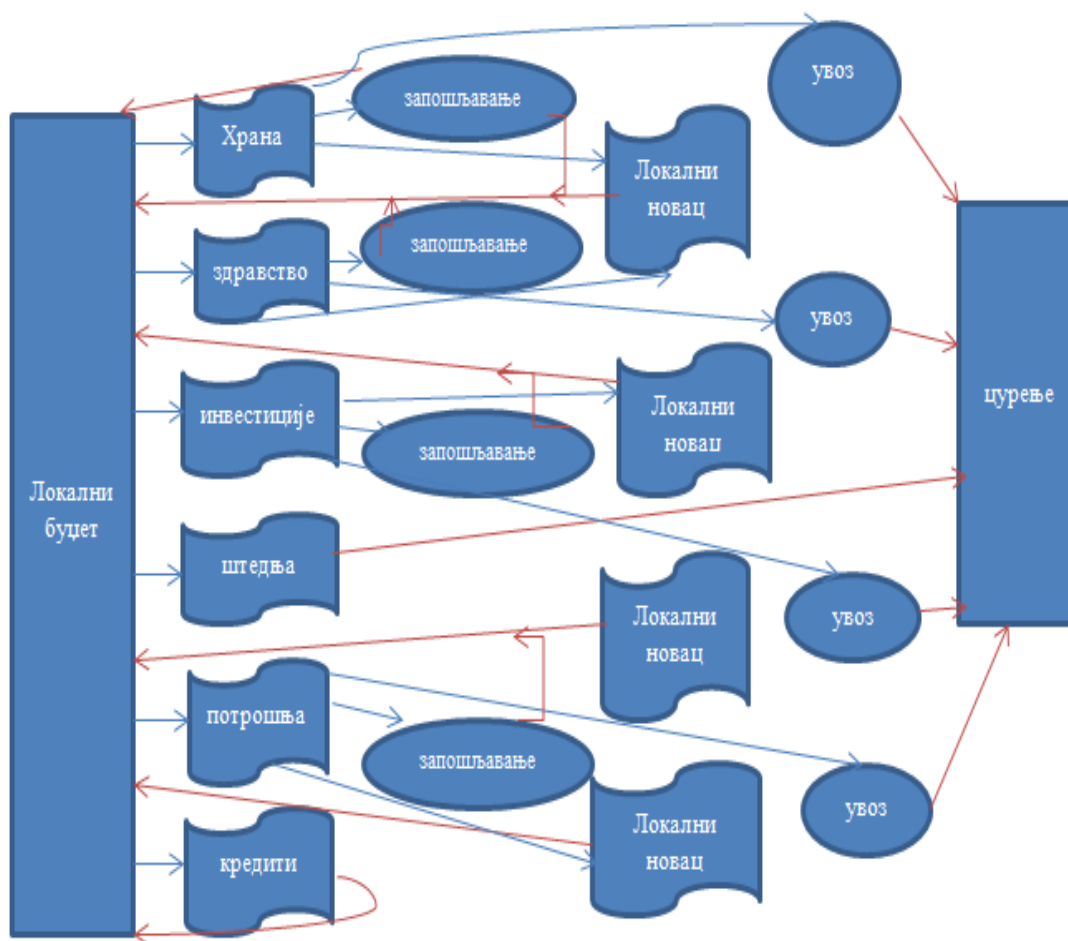 увоз
запошљавање
Храна
Локални
новац
запошљавање
здравство
увоз
инвестиције
Локални
новац
запошљавање
цурење
Локални
буџет
штедња
Локални
новац
увоз
потрошња
запошљавање
Локални
новац
увоз
кредити